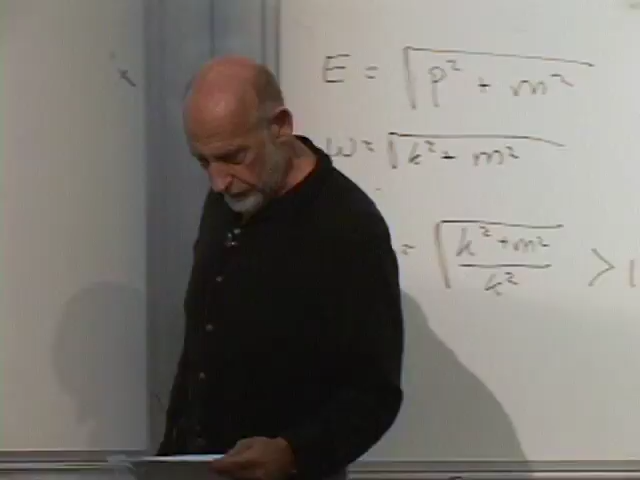 E = √(p² + m²)
ω = √(k² + m²)
= √((k² + m²)/k²) > 1